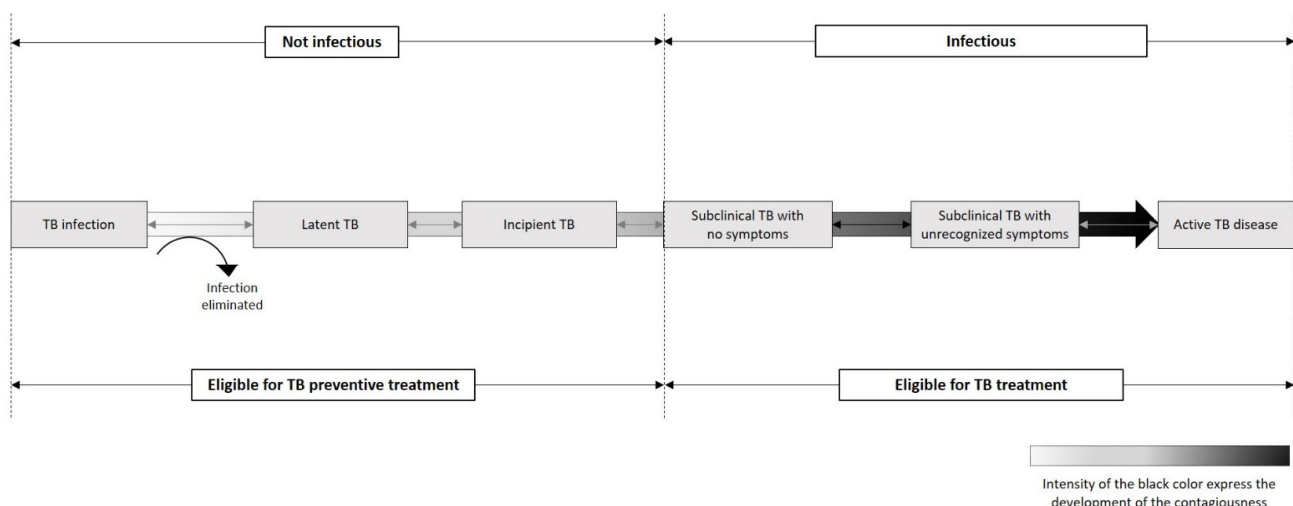 Not infectious
Infectious
TB infection
Latent TB
Incipient TB
Subclinical TB with
no symptoms
Subclinical TB with
unrecognized symptoms
Active TB disease
Infection
eliminated
Eligible for TB preventive treatment
Eligible for TB treatment
Intensity of the black color express the
development of the contagiousness